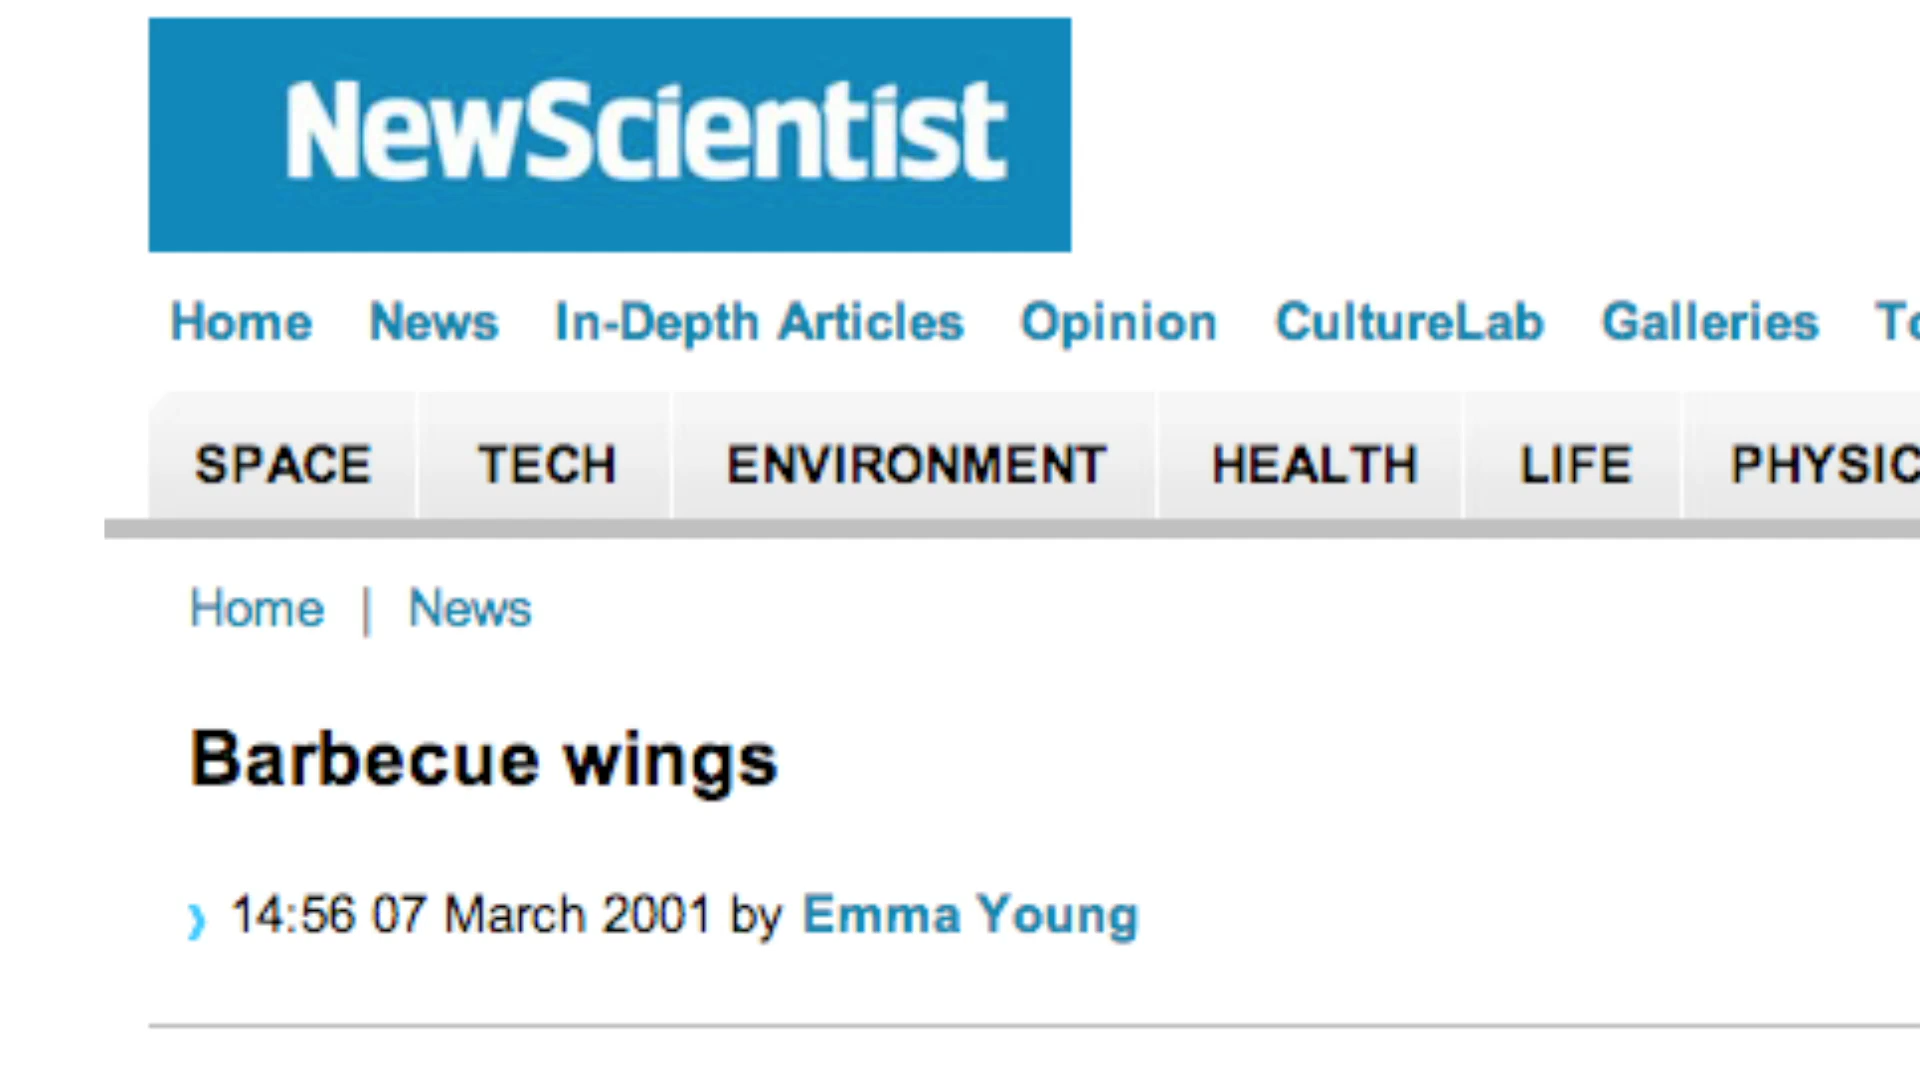 NewScientist
Home News In-Depth Articles Opinion CultureLab Galleries
SPACE TECH ENVIRONMENT HEALTH LIFE
Home | News
Barbecue wings
14:56 07 March 2001 by Emma Young